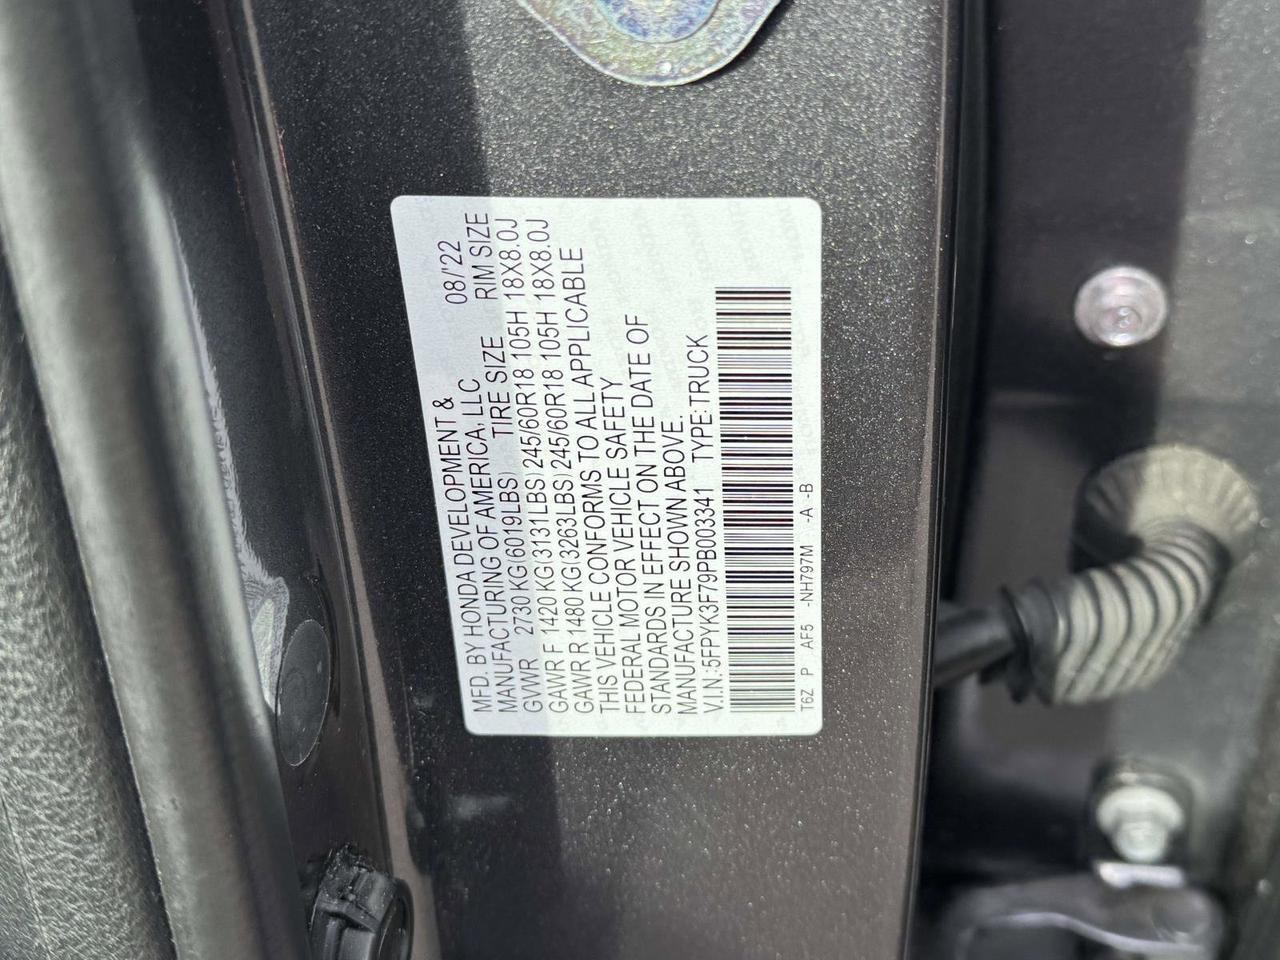 MFD. BY HONDA DEVELOPMENT &
MANUFACTURING OF AMERICA, LLC 08/'22
GVWR 2730 KG(6019LBS) TIRE SIZE RIM SIZE
GAWR F 1420 KG(3131LBS) 245/60R18 105H 18X8.0J
GAWR R 1480 KG(3263LBS) 245/60R18 105H 18X8.0J
THIS VEHICLE CONFORMS TO ALL APPLICABLE
FEDERAL MOTOR VEHICLE SAFETY
STANDARDS IN EFFECT ON THE DATE OF
MANUFACTURE SHOWN ABOVE.
V.I.N.:5FPYK3F79PB003341 TYPE:TRUCK
T6Z P AF5 -NH797M -A -B